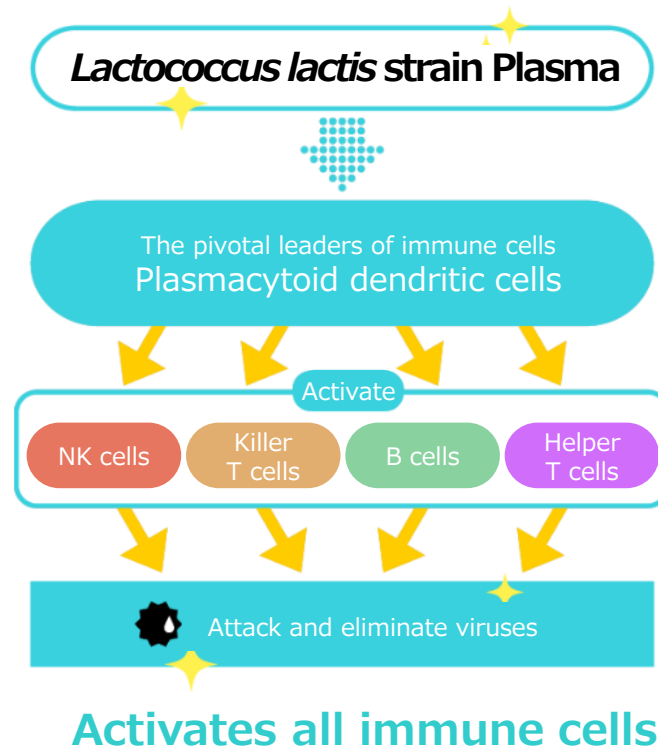 Lactococcus lactis strain Plasma
The pivotal leaders of immune cells
Plasmacytoid dendritic cells
Activate
NK cells
Killer
T cells
B cells
Helper
T cells
Attack and eliminate viruses
Activates all immune cells